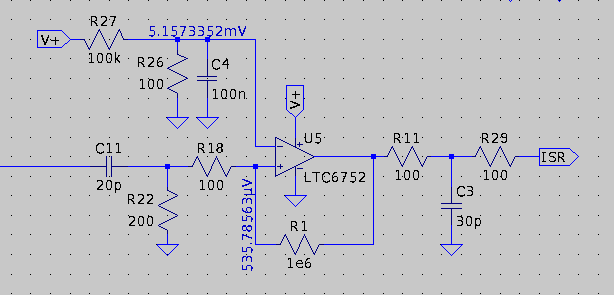 R27
V+
5.1573352mV
100k
R26
100
C4
100n
V+
U5
C11
20p
R18
100
LTC6752
R11
100
R29
100
ISR
R22
200
535.78563µV
R1
1e6
C3
30p